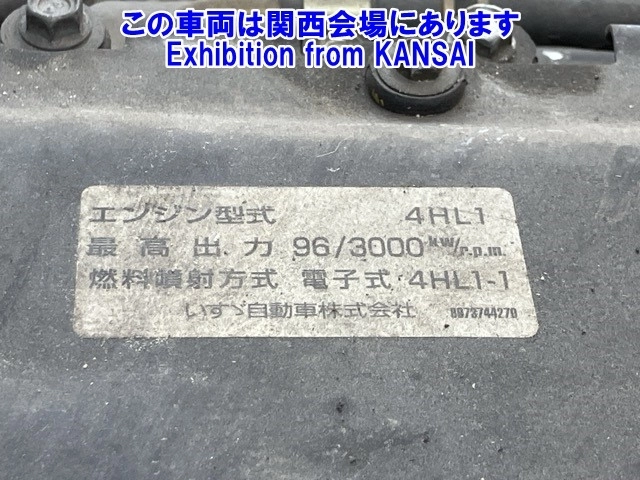 この車両は関西会場にあります
Exhibition from KANSAI
エンジン型式 4HL1
最高出力 96/3000 kW/r.p.m.
燃料噴射方式 電子式 4HL1-1
いすゞ自動車株式会社 8973744270